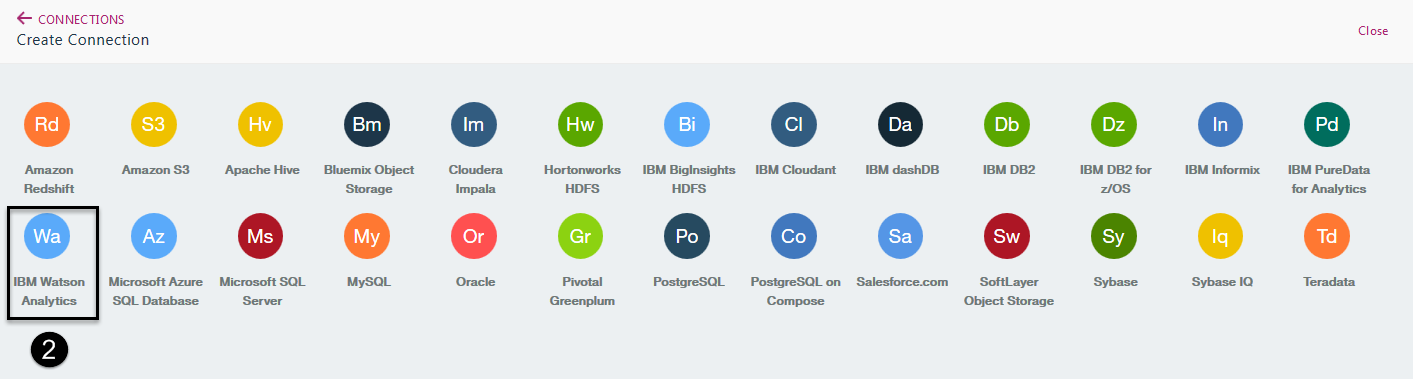 CONNECTIONS
Create Connection
Close
Rd S3 Hv Bm Im Hw Bi Cl Da Db Dz In Pd
Amazon Amazon S3 Apache Hive Bluemix Object Cloudera Hortonworks IBM BigInsights IBM Cloudant IBM dashDB IBM DB2 IBM DB2 for IBM Informix IBM PureData
Redshift Storage Impala HDFS HDFS z/OS for Analytics
Wa Az Ms My Or Gr Po Co Sa Sw Sy Iq Td
IBM Watson Microsoft Azure Microsoft SQL MySQL Oracle Pivotal PostgreSQL PostgreSQL on Salesforce.com SoftLayer Sybase Sybase IQ Teradata
Analytics SQL Database Server Greenplum Compose Object Storage
2